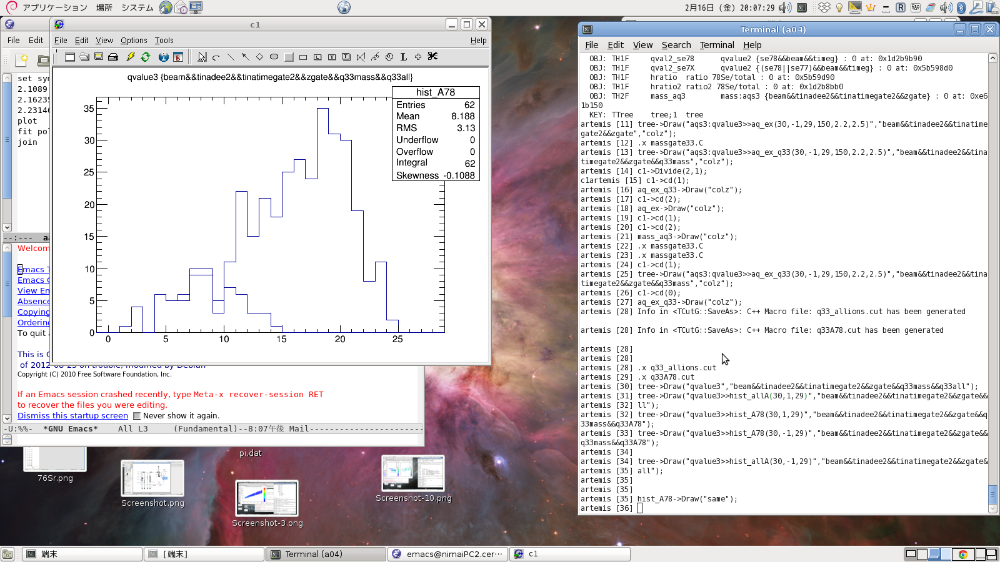 アプリケーション 場所 システム
2月16日 (金) 20:07:29
File Edit
set sym
2.1089
2.1623
2.2314
plot
fit pol
join
--:---
Welcom
Emacs T
Emacs G
View Em
Absence
Copying
Ordering
To quit a
This is G
of 2012-08-25 on trouble, modified by Debian
Copyright (C) 2010 Free Software Foundation, Inc.
If an Emacs session crashed recently, type Meta-x recover-session RET
to recover the files you were editing.
Dismiss this startup screen Never show it again.
-U:%%- *GNU Emacs* All L3 (Fundamental)--8:07午後 Mail------------------------
c1
File Edit View Options Tools Help
qvalue3 {beam&&tinadee2&&tinatimegate2&&zgate&&q33mass&&q33all}
hist_A78
Entries 62
Mean 8.188
RMS 3.13
Underflow 0
Overflow 0
Integral 62
Skewness -0.1088
35
30
25
20
15
10
5
0
0 5 10 15 20 25
Terminal (a04)
File Edit View Search Terminal Help
OBJ: TH1F qval2_se78 qvalue2 {se78&&beam&&timeg} : 0 at: 0x1d2b9b90
OBJ: TH1F qval2_se7X qvalue2 {(se78||se77)&&beam&&timeg} : 0 at: 0x5b598d0
OBJ: TH1F hratio ratio 78Se/total : 0 at: 0x5b59d90
OBJ: TH1F hratio2 ratio2 78Se/total : 0 at: 0x1d2b8bb0
OBJ: TH2F mass_aq3 mass:aqs3 {beam&&tinadee2&&tinatimegate2&&zgate} : 0 at: 0xe6
1b150
KEY: TTree tree;1 tree
artemis [11] tree->Draw("aqs3:qvalue3>>aq_ex(30,-1,29,150,2.2,2.5)","beam&&tinadee2&&tinatime
gate2&&zgate","colz");
artemis [12] .x massgate33.C
artemis [13] tree->Draw("aqs3:qvalue3>>aq_ex_q33(30,-1,29,150,2.2,2.5)","beam&&tinadee2&&tina
timegate2&&zgate&&q33mass","colz");
artemis [14] c1->Divide(2,1);
c1artemis [15] c1->cd(1);
artemis [16] aq_ex_q33->Draw("colz");
artemis [17] c1->cd(2);
artemis [18] aq_ex->Draw("colz");
artemis [19] c1->cd(1);
artemis [20] c1->cd(2);
artemis [21] mass_aq3->Draw("colz");
artemis [22] .x massgate33.C
artemis [23] .x massgate33.C
artemis [24] c1->cd(1);
artemis [25] tree->Draw("aqs3:qvalue3>>aq_ex_q33(30,-1,29,150,2.2,2.5)","beam&&tinadee2&&tina
timegate2&&zgate&&q33mass","colz");
artemis [26] c1->cd(0);
artemis [27] aq_ex_q33->Draw("colz");
artemis [28] Info in <TCutG::SaveAs>: C++ Macro file: q33_allions.cut has been generated
artemis [28] Info in <TCutG::SaveAs>: C++ Macro file: q33A78.cut has been generated
artemis [28]
artemis [28]
artemis [28] .x q33_allions.cut
artemis [29] .x q33A78.cut
artemis [30] tree->Draw("qvalue3","beam&&tinadee2&&tinatimegate2&&zgate&&q33mass&&q33all");
artemis [31] tree->Draw("qvalue3>>hist_allA(30,1,29)","beam&&tinadee2&&tinatimegate2&&zgate&&
artemis [32] ll");
artemis [32] tree->Draw("qvalue3>>hist_A78(30,1,29)","beam&&tinadee2&&tinatimegate2&&zgate&&q
33mass&&q33A78");
artemis [33] tree->Draw("qvalue3>>hist_A78(30,-1,29)","beam&&tinadee2&&tinatimegate2&&zgate&&
q33mass&&q33A78");
artemis [34]
artemis [34] tree->Draw("qvalue3>>hist_allA(30,-1,29)","beam&&tinadee2&&tinatimegate2&&zgate&
artemis [35] all");
artemis [35]
artemis [35]
artemis [35] hist_A78->Draw("same");
artemis [36]
pi.dat
76Sr.png
Screenshot.png
Screenshot-3.png
Screenshot-10.png
端末
[端末]
Terminal (a04)
emacs@nimaiPC2.cer···
c1